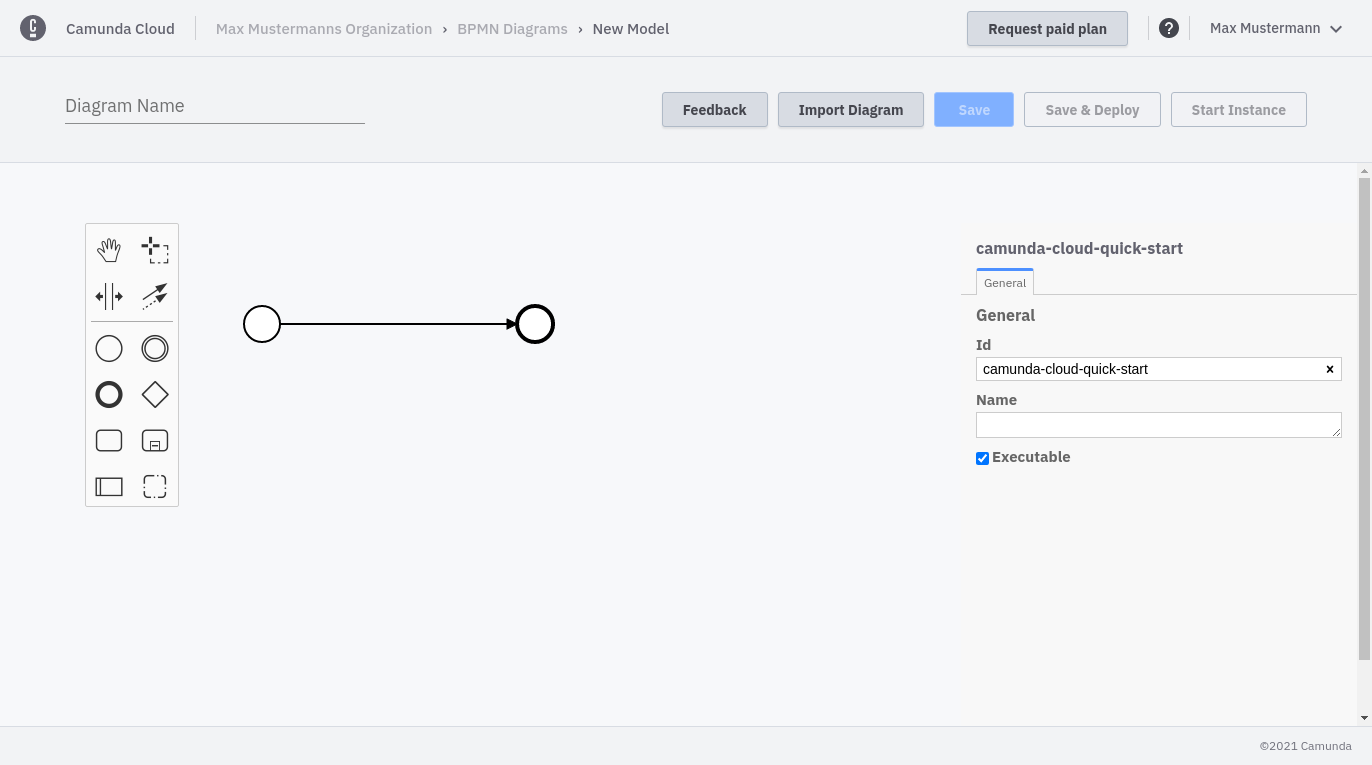 Camunda Cloud
Max Mustermanns Organization › BPMN Diagrams › New Model
Request paid plan
?
Max Mustermann
Diagram Name
Feedback
Import Diagram
Save
Save & Deploy
Start Instance
camunda-cloud-quick-start
General
General
Id
camunda-cloud-quick-start
Name
Executable
©2021 Camunda